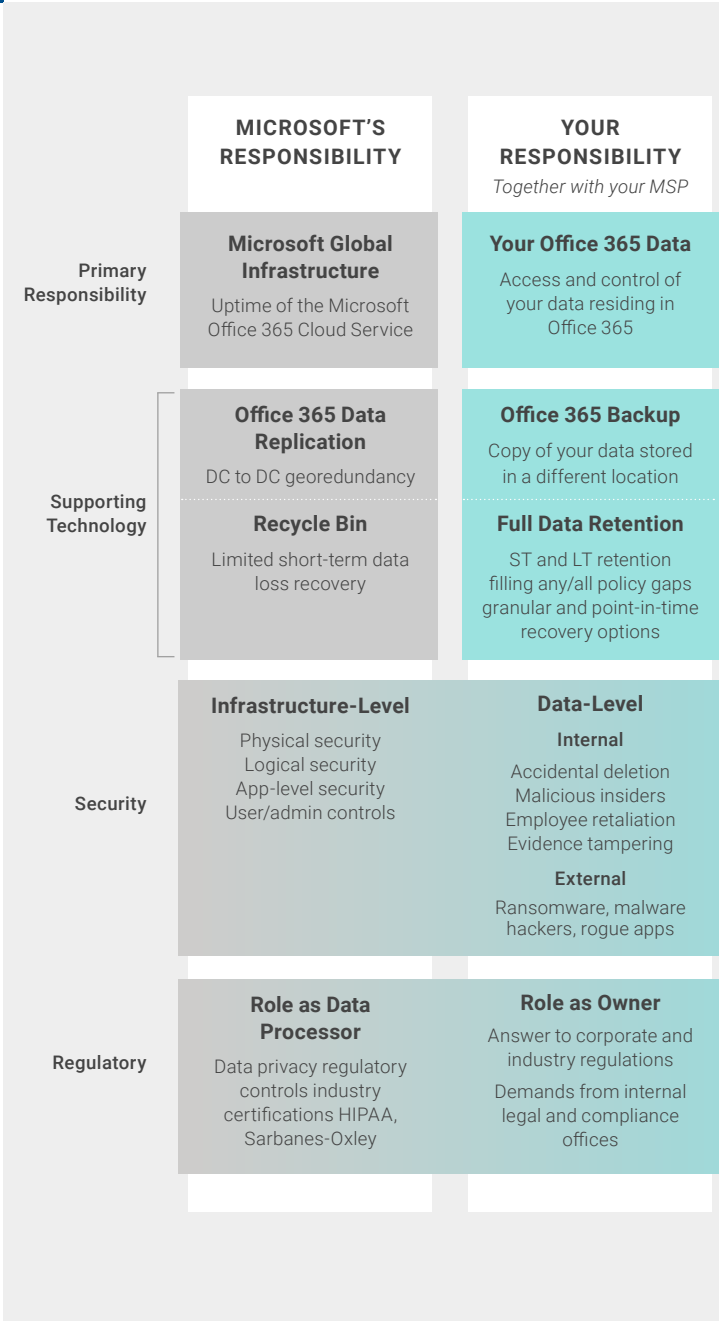 MICROSOFT'S
RESPONSIBILITY
YOUR
RESPONSIBILITY
Together with your MSP
Primary
Responsibility
Microsoft Global
Infrastructure
Uptime of the Microsoft
Office 365 Cloud Service
Your Office 365 Data
Access and control of
your data residing in
Office 365
Supporting
Technology
Office 365 Data
Replication
DC to DC georedundancy
Office 365 Backup
Copy of your data stored
in a different location
Recycle Bin
Limited short-term data
loss recovery
Full Data Retention
ST and LT retention
filling any/all policy gaps
granular and point-in-time
recovery options
Security
Infrastructure-Level
Physical security
Logical security
App-level security
User/admin controls
Data-Level
Internal
Accidental deletion
Malicious insiders
Employee retaliation
Evidence tampering
External
Ransomware, malware
hackers, rogue apps
Regulatory
Role as Data
Processor
Data privacy regulatory
controls industry
certifications HIPAA,
Sarbanes-Oxley
Role as Owner
Answer to corporate and
industry regulations
Demands from internal
legal and compliance
offices